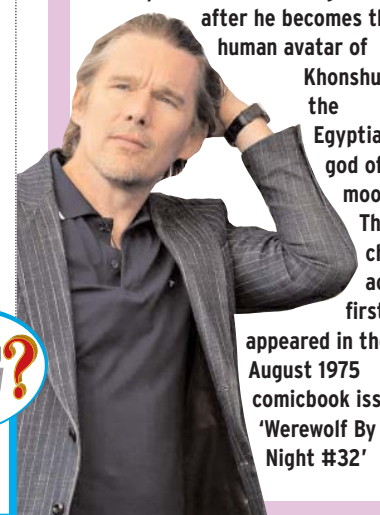 after he becomes th
human avatar of
Khonshu
the
Egyptia
god of
moo
Th
ch
ac
first
appeared in the
August 1975
comicbook iss
‘Werewolf By
Night #32’
?